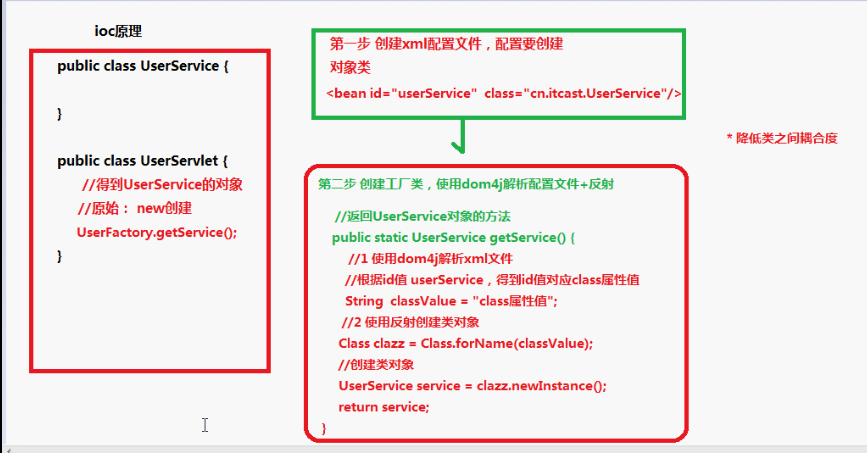 ioc原理
public class UserService {
}
public class UserServlet {
//得到UserService的对象
//原始： new创建
UserFactory.getService();
}
第一步 创建xml配置文件，配置要创建
对象类
<bean id="userService" class="cn.itcast.UserService"/>
* 降低类之间耦合度
第二步 创建工厂类，使用dom4j解析配置文件+反射
//返回UserService对象的方法
public static UserService getService() {
//1 使用dom4j解析xml文件
//根据id值 userService，得到id值对应class属性值
String classValue = "class属性值";
//2 使用反射创建类对象
Class clazz = Class.forName(classValue);
//创建类对象
UserService service = clazz.newInstance();
return service;
}